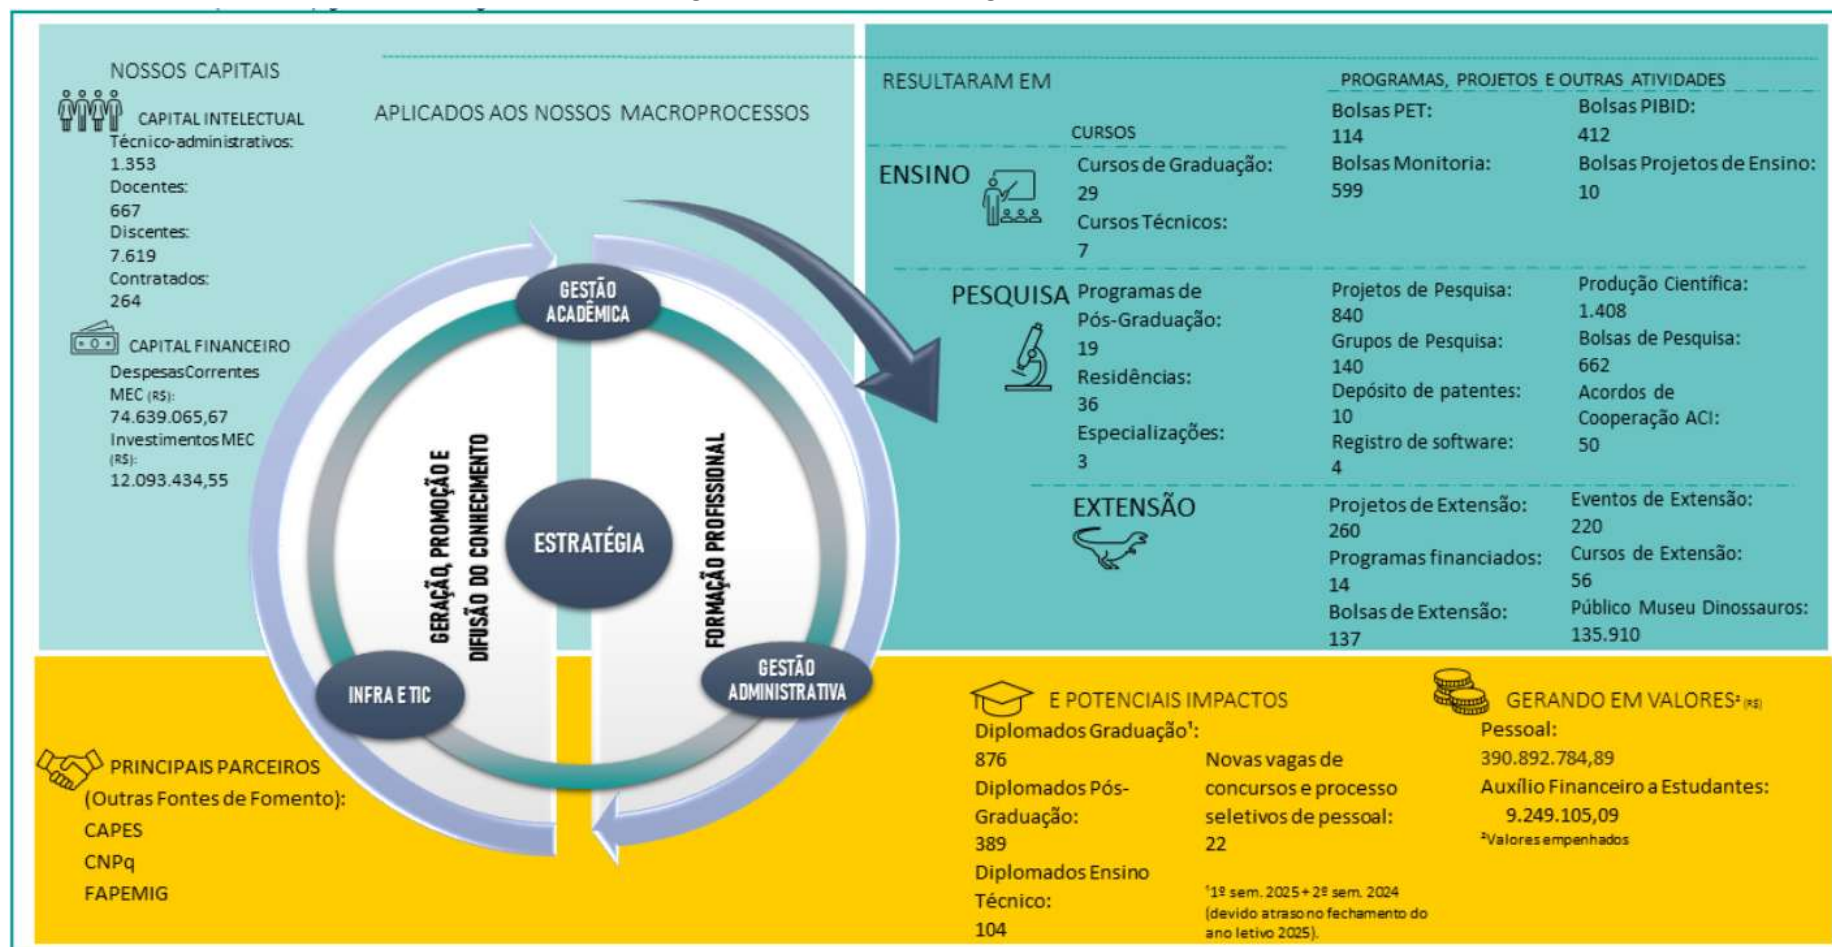 NOSSOS CAPITAIS
CAPITAL INTELECTUAL
Técnico-administrativos:
1.353
Docentes:
667
Discentes:
7.619
Contratados:
264
CAPITAL FINANCEIRO
DespesasCorrentes
MEC (R$):
74.639.065,67
Investimentos MEC
(R$):
12.093.434,55
APLICADOS AOS NOSSOS MACROPROCESSOS
GESTÃO
ACADÊMICA
GERAÇÃO, PROMOÇÃO E
DIFUSÃO DO CONHECIMENTO
ESTRATÉGIA
FORMAÇÃO PROFISSIONAL
INFRA E TIC
GESTÃO
ADMINISTRATIVA
RESULTARAM EM
CURSOS
PROGRAMAS, PROJETOS E OUTRAS ATIVIDADES
ENSINO
Cursos de Graduação:
29
Cursos Técnicos:
7
Bolsas PET:
114
Bolsas Monitoria:
599
Bolsas PIBID:
412
Bolsas Projetos de Ensino:
10
PESQUISA
Programas de
Pós-Graduação:
19
Residências:
36
Especializações:
3
Projetos de Pesquisa:
840
Grupos de Pesquisa:
140
Depósito de patentes:
10
Registro de software:
4
Produção Científica:
1.408
Bolsas de Pesquisa:
662
Acordos de
Cooperação ACI:
50
EXTENSÃO
Projetos de Extensão:
260
Programas financiados:
14
Bolsas de Extensão:
137
Eventos de Extensão:
220
Cursos de Extensão:
56
Público Museu Dinossauros:
135.910
PRINCIPAIS PARCEIROS
(Outras Fontes de Fomento):
CAPES
CNPq
FAPEMIG
E POTENCIAIS IMPACTOS
Diplomados Graduação¹:
876
Diplomados Pós-
Graduação:
389
Diplomados Ensino
Técnico:
104
Novas vagas de
concursos e processo
seletivos de pessoal:
22
¹1º sem. 2025 + 2º sem. 2024
(devido atraso no fechamento do
ano letivo 2025).
GERANDO EM VALORES² (R$)
Pessoal:
390.892.784,89
Auxílio Financeiro a Estudantes:
9.249.105,09
²Valores empenhados